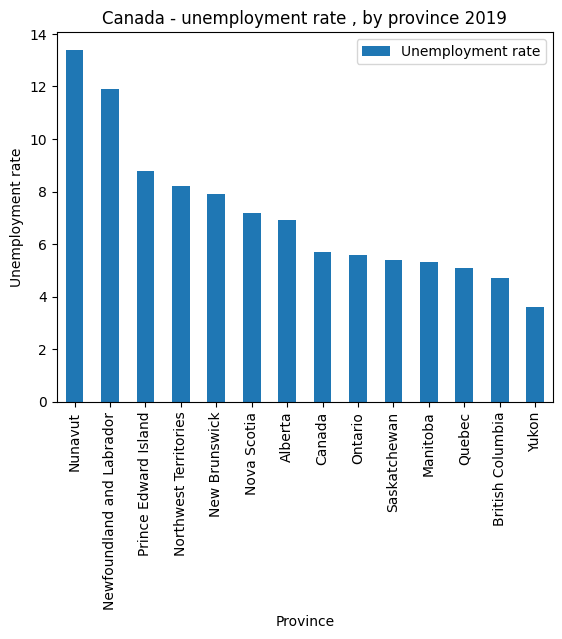 Canada - unemployment rate , by province 2019
Unemployment rate
Unemployment rate
14
12
10
8
6
4
2
0
Nunavut
Newfoundland and Labrador
Prince Edward Island
Northwest Territories
New Brunswick
Nova Scotia
Alberta
Canada
Ontario
Saskatchewan
Manitoba
Quebec
British Columbia
Yukon
Province